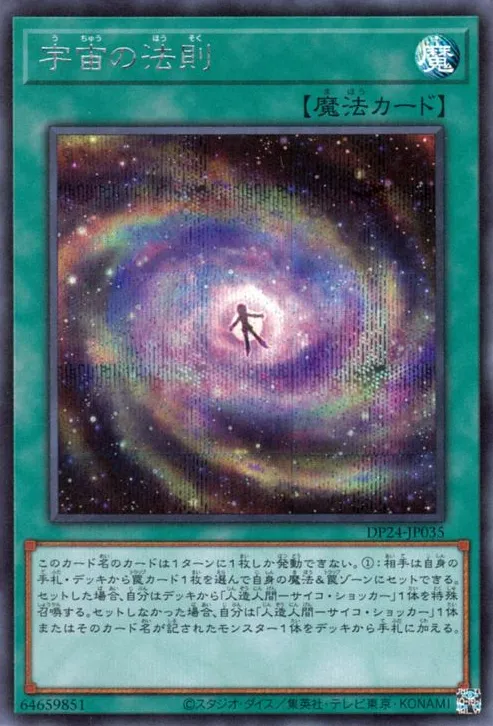 宇宙の法則
魔
【魔法カード】
DP24-JP035
このカード名のカードは1ターンに1枚しか発動できない。①:相手は自身の
手札・デッキから罠カード1枚を選んで自身の魔法&罠ゾーンにセットできる。
セットした場合、自分はデッキから「人造人間-サイコ・ショッカー」1体を特殊
召喚する。セットしなかった場合、自分は「人造人間-サイコ・ショッカー」1体
またはそのカード名が記されたモンスター1体をデッキから手札に加える。
64659851
©スタジオ・ダイス/集英社・テレビ東京・KONAMI